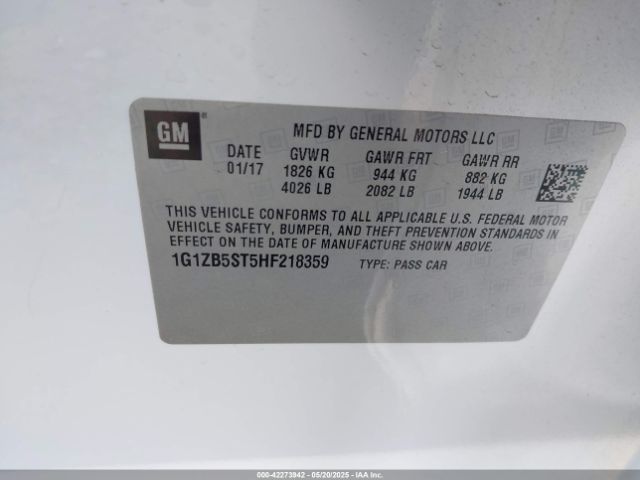 GM
MFD BY GENERAL MOTORS LLC
DATE GVWR GAWR FRT GAWR RR
01/17 1826 KG 944 KG 882 KG
4026 LB 2082 LB 1944 LB
THIS VEHICLE CONFORMS TO ALL APPLICABLE U.S. FEDERAL MOTOR
VEHICLE SAFETY, BUMPER, AND THEFT PREVENTION STANDARDS IN
EFFECT ON THE DATE OF MANUFACTURE SHOWN ABOVE.
1G1ZB5ST5HF218359 TYPE: PASS CAR
000-42273942 - 05/20/2025 - IAAI.COM